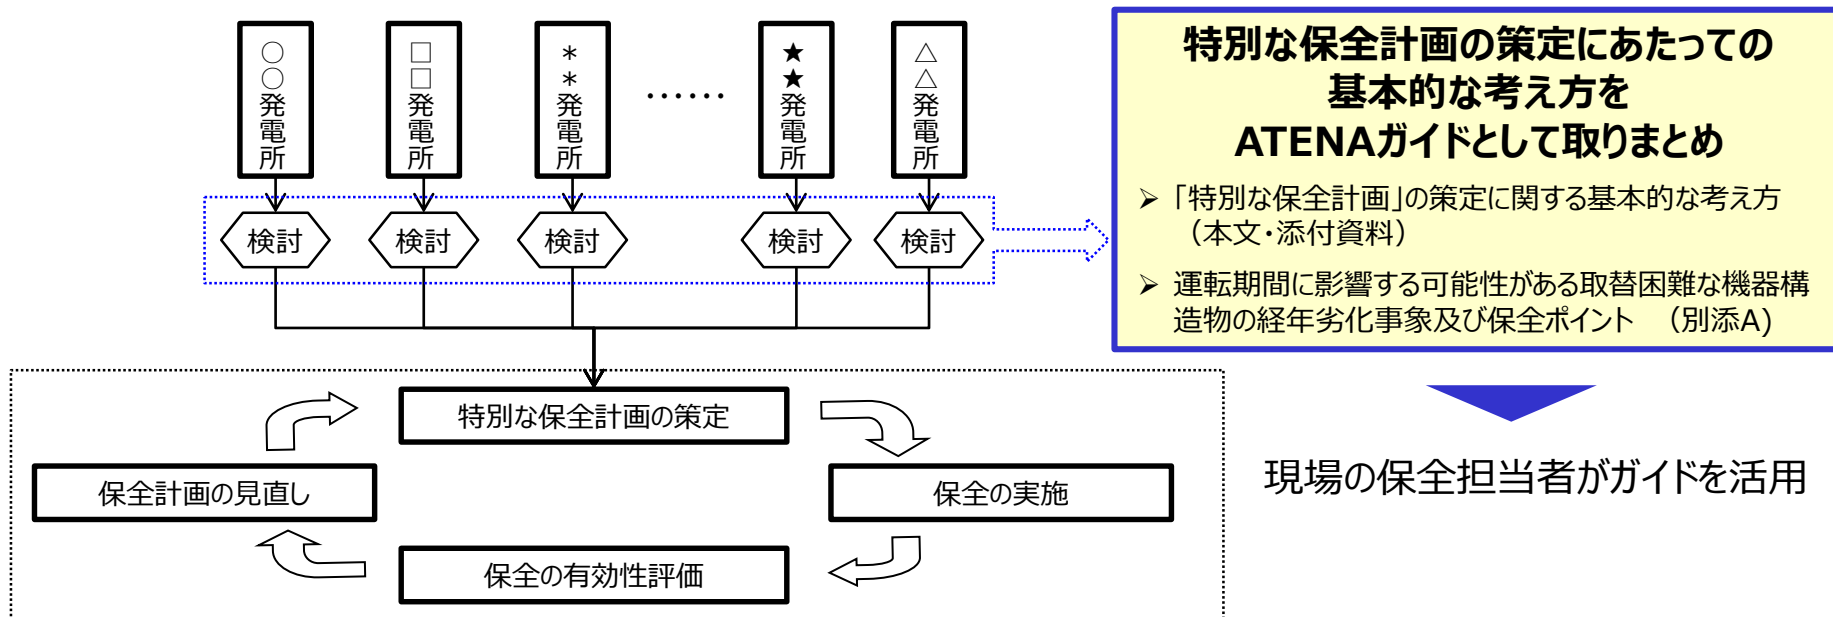 ○○発電所
□□発電所
**発電所
……
★★発電所
△△発電所
検討
検討
検討
検討
検討
特別な保全計画の策定にあたっての
基本的な考え方を
ATENAガイドとして取りまとめ
➢ 「特別な保全計画」の策定に関する基本的な考え方
（本文・添付資料）
➢ 運転期間に影響する可能性がある取替困難な機器構
造物の経年劣化事象及び保全ポイント　（別添A)
現場の保全担当者がガイドを活用
特別な保全計画の策定
保全計画の見直し
保全の実施
保全の有効性評価